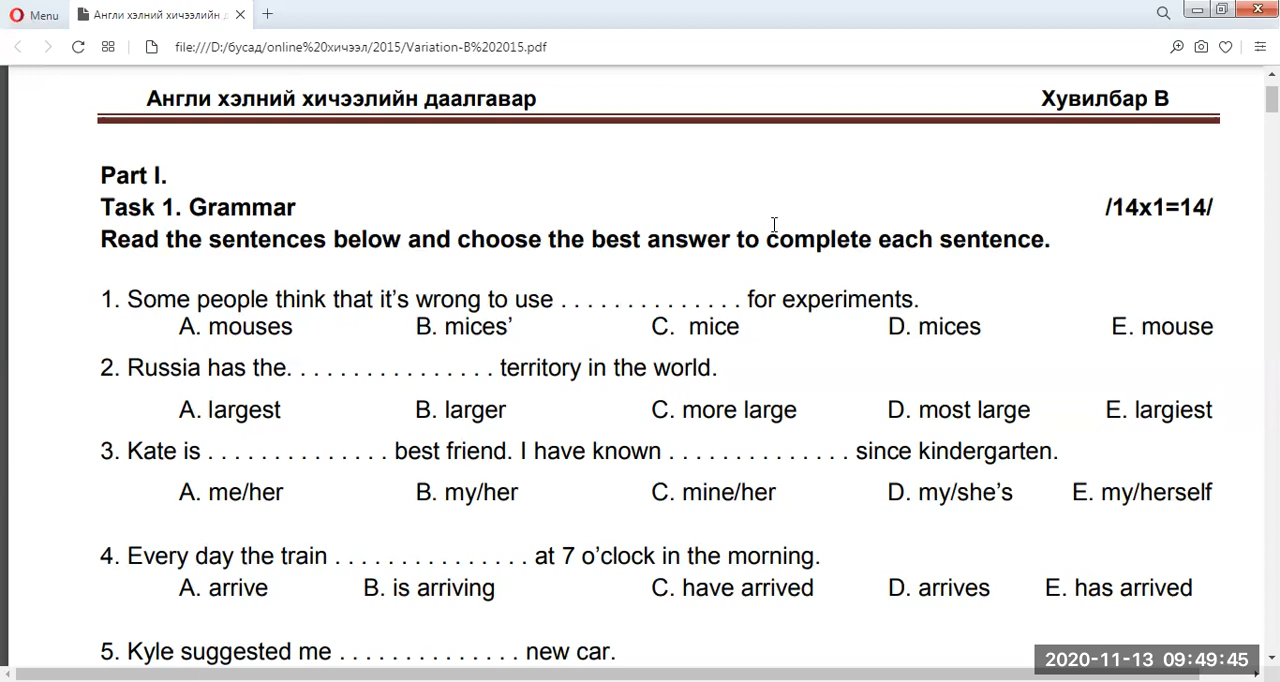 Menu
Англи хэлний хичээлийн
file:///D:/бусад/online%20хичээл/2015/Variation-B%202015.pdf
Англи хэлний хичээлийн даалгавар Хувилбар B
Part I.
Task 1. Grammar /14x1=14/
Read the sentences below and choose the best answer to complete each sentence.
1. Some people think that it’s wrong to use . . . . . . . . . . . . . . for experiments.
A. mouses B. mices’ C. mice D. mices E. mouse
2. Russia has the. . . . . . . . . . . . . . . . territory in the world.
A. largest B. larger C. more large D. most large E. largiest
3. Kate is . . . . . . . . . . . . . . best friend. I have known . . . . . . . . . . . . . . since kindergarten.
A. me/her B. my/her C. mine/her D. my/she’s E. my/herself
4. Every day the train . . . . . . . . . . . . . . . at 7 o’clock in the morning.
A. arrive B. is arriving C. have arrived D. arrives E. has arrived
5. Kyle suggested me . . . . . . . . . . . . . . new car.
2020-11-13 09:49:45